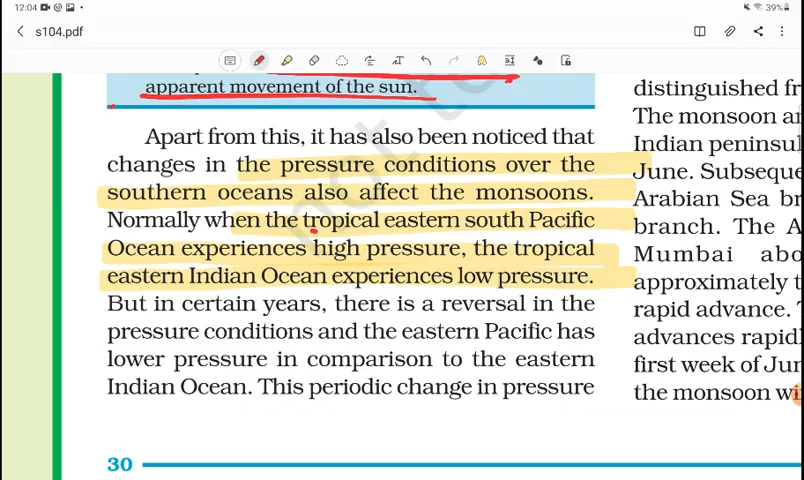 12:04
39%
s104.pdf
apparent movement of the sun.
Apart from this, it has also been noticed that
changes in the pressure conditions over the
southern oceans also affect the monsoons.
Normally when the tropical eastern south Pacific
Ocean experiences high pressure, the tropical
eastern Indian Ocean experiences low pressure.
But in certain years, there is a reversal in the
pressure conditions and the eastern Pacific has
lower pressure in comparison to the eastern
Indian Ocean. This periodic change in pressure
30
distinguished fr
The monsoon a
Indian peninsul
June. Subseque
Arabian Sea br
branch. The A
Mumbai abo
approximately t
rapid advance.
advances rapid
first week of Jun
the monsoon wi